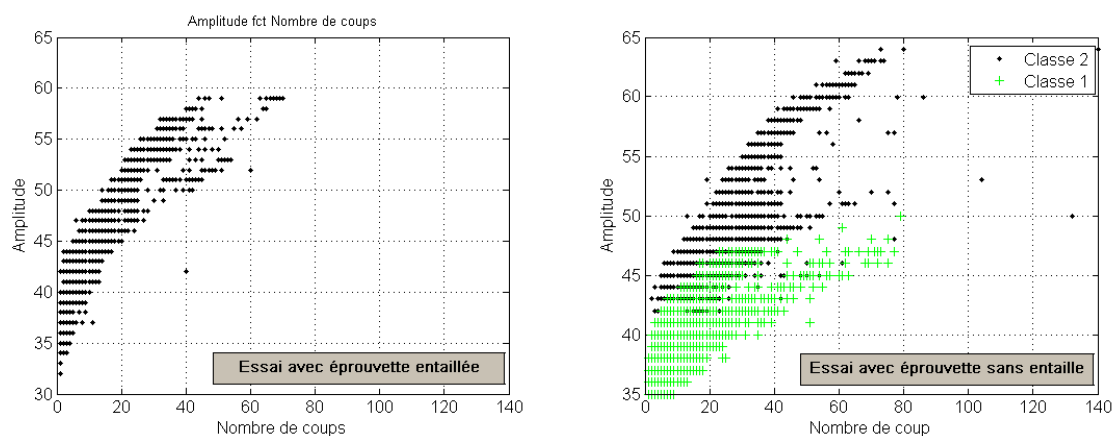 Amplitude fct Nombre de coups
Amplitude
65
60
55
50
45
40
35
30
0 20 40 60 80 100 120 140
Nombre de coups
Essai avec éprouvette entaillée
Amplitude
65
60
55
50
45
40
35
0 20 40 60 80 100 120 140
Nombre de coup
Classe 2
Classe 1
Essai avec éprouvette sans entaille